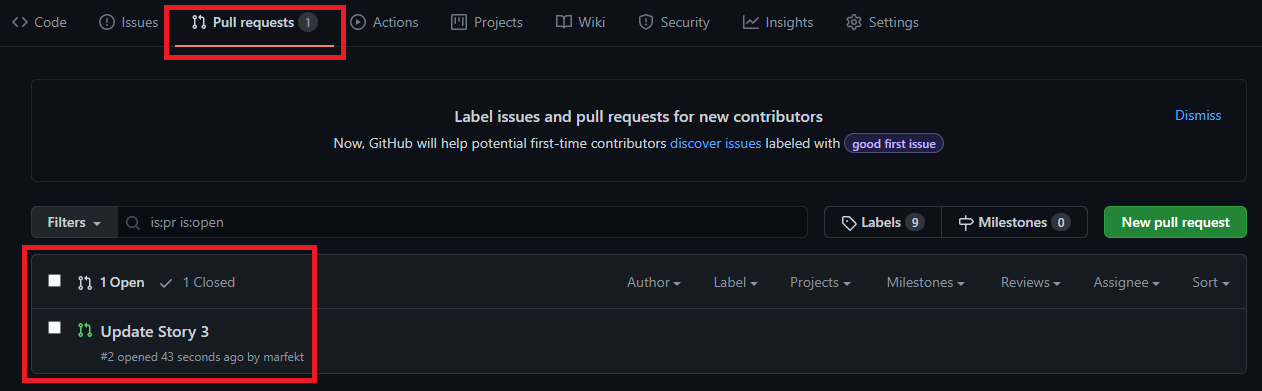 Code Issues Pull requests 1 Actions Projects Wiki Security Insights Settings
Label issues and pull requests for new contributors
Dismiss
Now, GitHub will help potential first-time contributors discover issues labeled with good first issue
Filters is:pr is:open Labels 9 Milestones 0 New pull request
1 Open 1 Closed Author Label Projects Milestones Reviews Assignee Sort
Update Story 3
#2 opened 43 seconds ago by marfekt